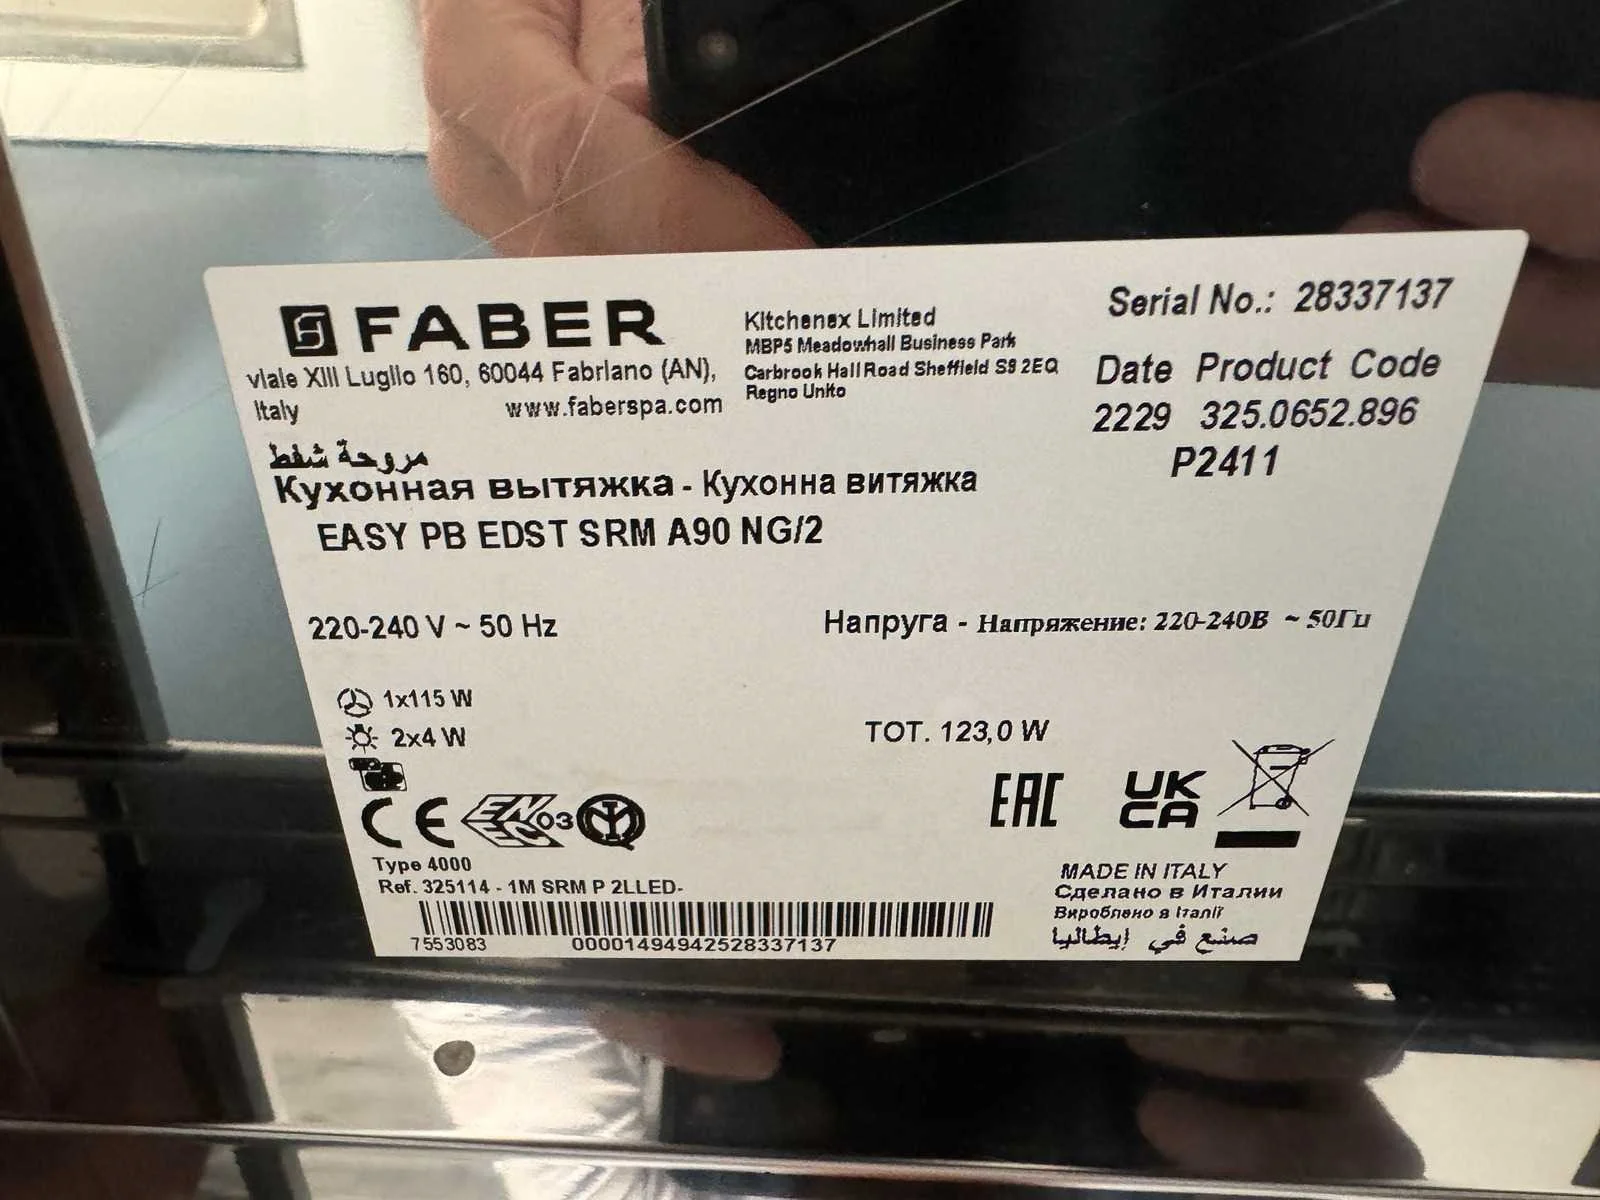 FABER
viale XIII Luglio 160, 60044 Fabriano (AN),
Italy
www.faberspa.com
Kitchenex Limited
MBP5 Meadowhall Business Park
Carbrook Hall Road Sheffield S9 2EQ
Regno Unito
Serial No.: 28337137
Date Product Code
2229 325.0652.896
P2411
مروحة شفط
Кухонная вытяжка - Кухонна витяжка
EASY PB EDST SRM A90 NG/2
220-240 V ~ 50 Hz
Напруга - Напряжение: 220-240В ~ 50Гц
1x115 W
2x4 W
TOT. 123,0 W
CE ENEC 03
EAC
UK
CA
Type 4000
Ref. 325114 - 1M SRM P 2LLED-
7553083 00001494942528337137
MADE IN ITALY
Сделано в Италии
Вироблено в Італії
صنع في إيطاليا